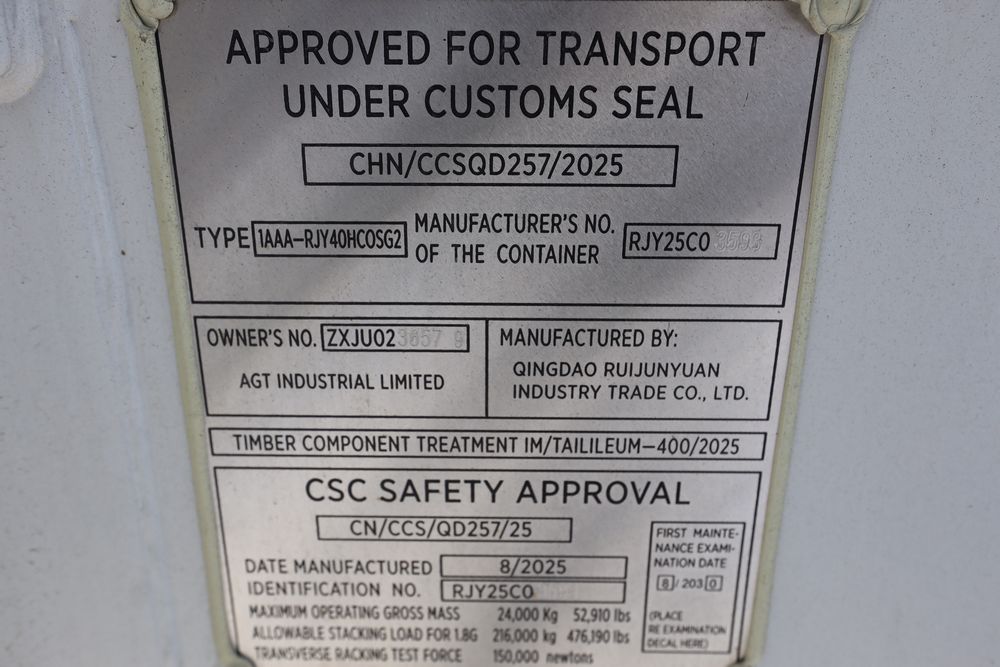 APPROVED FOR TRANSPORT
UNDER CUSTOMS SEAL
CHN/CCSQD257/2025
TYPE 1AAA-RJY40HCOSG2 MANUFACTURER'S NO. OF THE CONTAINER RJY25C0 3593
OWNER'S NO. ZXJU02 3657 9
AGT INDUSTRIAL LIMITED
MANUFACTURED BY:
QINGDAO RUIJUNYUAN
INDUSTRY TRADE CO., LTD.
TIMBER COMPONENT TREATMENT IM/TAILILEUM-400/2025
CSC SAFETY APPROVAL
CN/CCS/QD257/25
DATE MANUFACTURED 8/2025
IDENTIFICATION NO. RJY25C0
MAXIMUM OPERATING GROSS MASS 24,000 Kg 52,910 lbs
ALLOWABLE STACKING LOAD FOR 1.8G 216,000 kg 476,190 lbs
TRANSVERSE RACKING TEST FORCE 150,000 newtons
FIRST MAINTE-
NANCE EXAMI-
NATION DATE
8/2030
(PLACE
RE EXAMINATION
DECAL HERE)